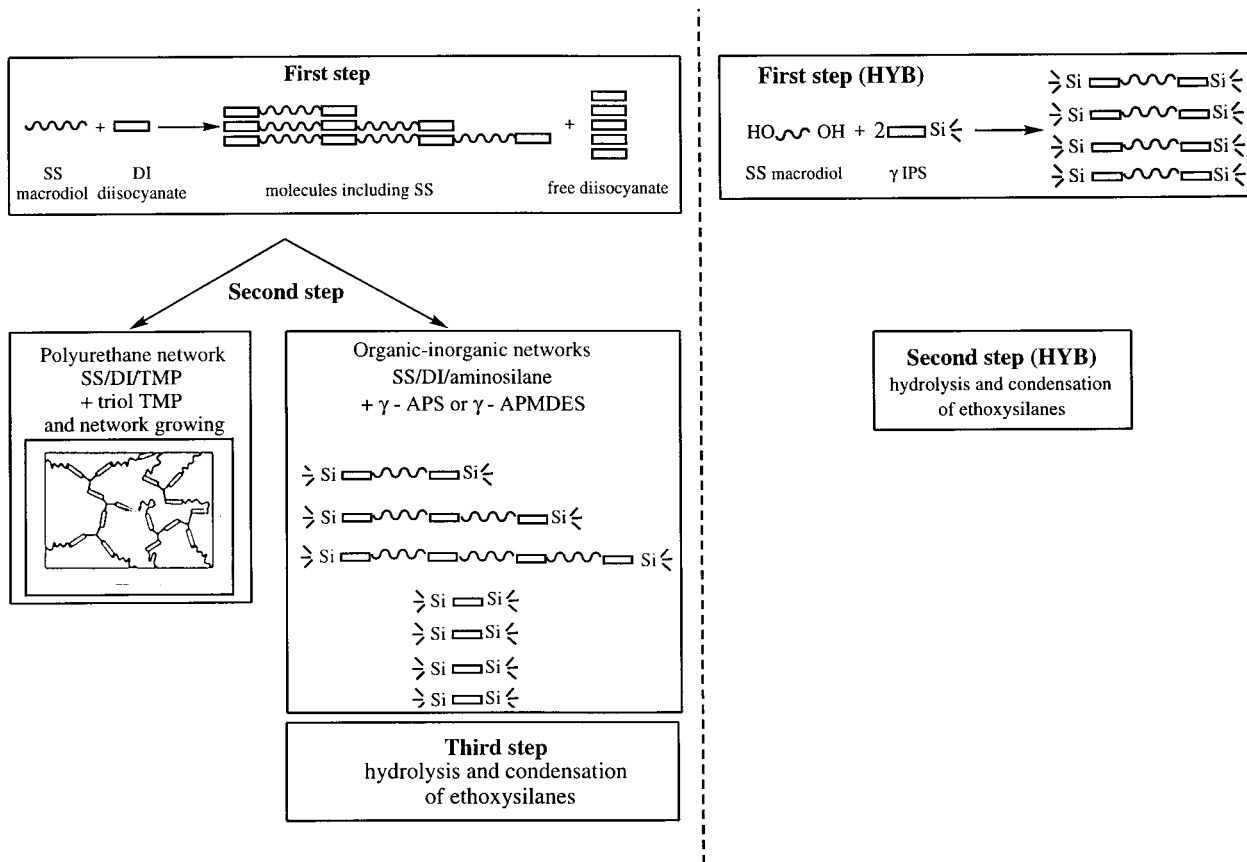 First step
+
+
SS
macrodiol
DI
diisocyanate
molecules including SS
free diisocyanate
Second step
Polyurethane network
SS/DI/TMP
+ triol TMP
and network growing
Organic-inorganic networks
SS/DI/aminosilane
+ γ - APS or γ - APMDES
Si Si
Si Si
Si Si
Si Si
Si Si
Si Si
Si Si
Third step
hydrolysis and condensation
of ethoxysilanes
First step (HYB)
HO OH + 2 Si
SS macrodiol γ IPS
Si Si
Si Si
Si Si
Si Si
Second step (HYB)
hydrolysis and condensation
of ethoxysilanes